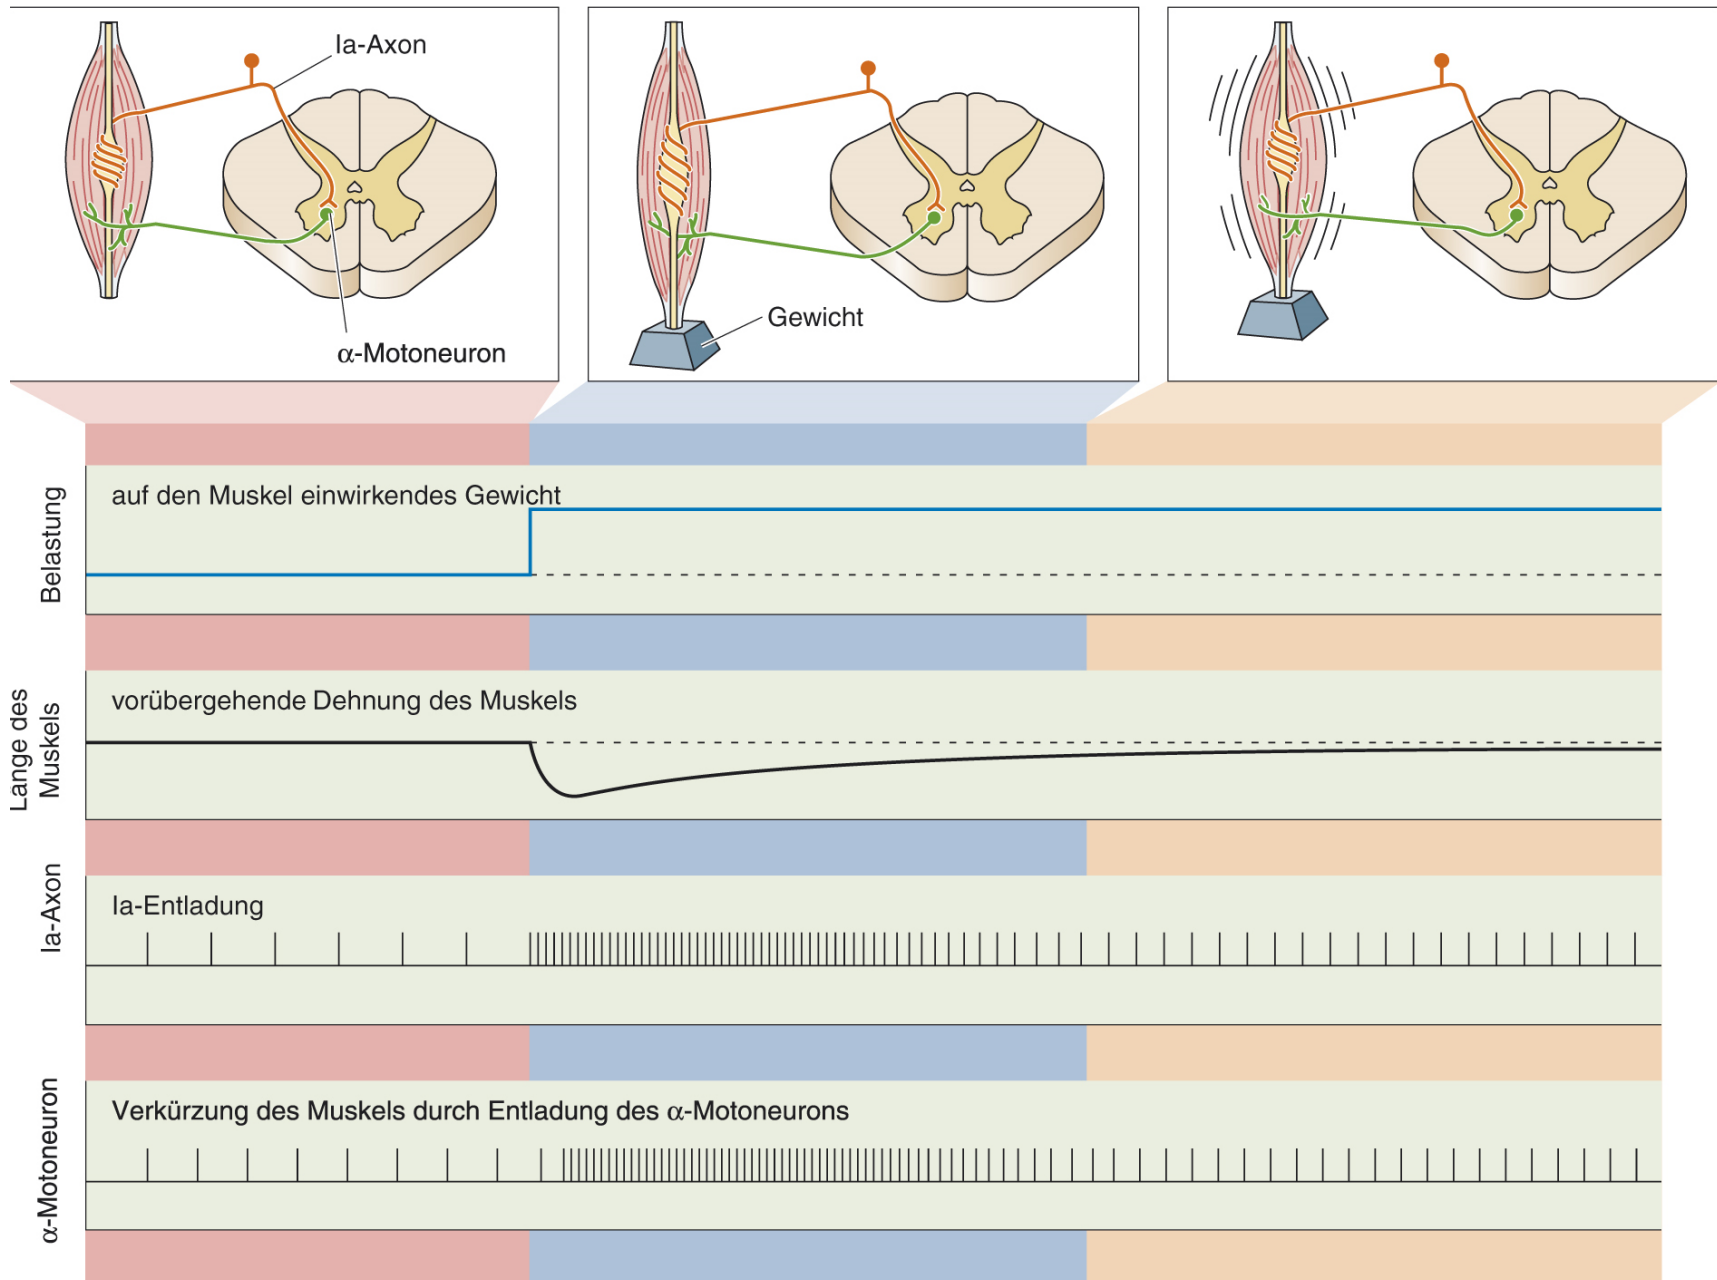 Ia-Axon
α-Motoneuron
Gewicht
Belastung
auf den Muskel einwirkendes Gewicht
Lange des
Muskels
vorübergehende Dehnung des Muskels
Ia-Axon
Ia-Entladung
α-Motoneuron
Verkürzung des Muskels durch Entladung des α-Motoneurons